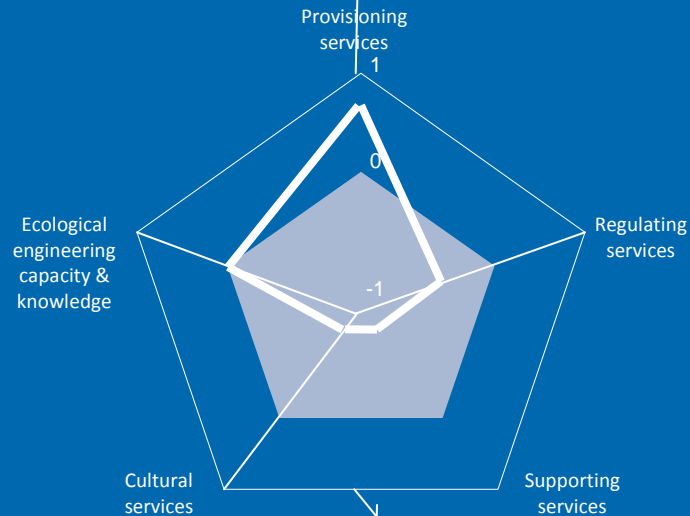 Provisioning
services
1
0
Ecological
engineering
capacity &
knowledge
Regulating
services
-1
Cultural
services
Supporting
services